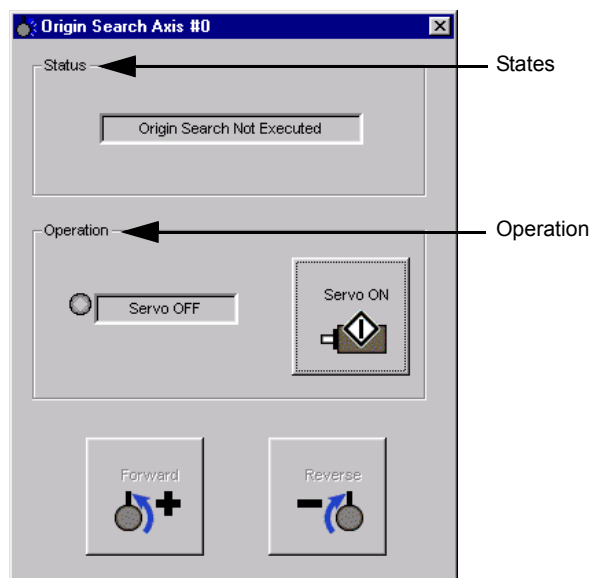 Origin Search Axis #0
Status
States
Origin Search Not Executed
Operation
Operation
Servo OFF
Servo ON
Forward
Reverse